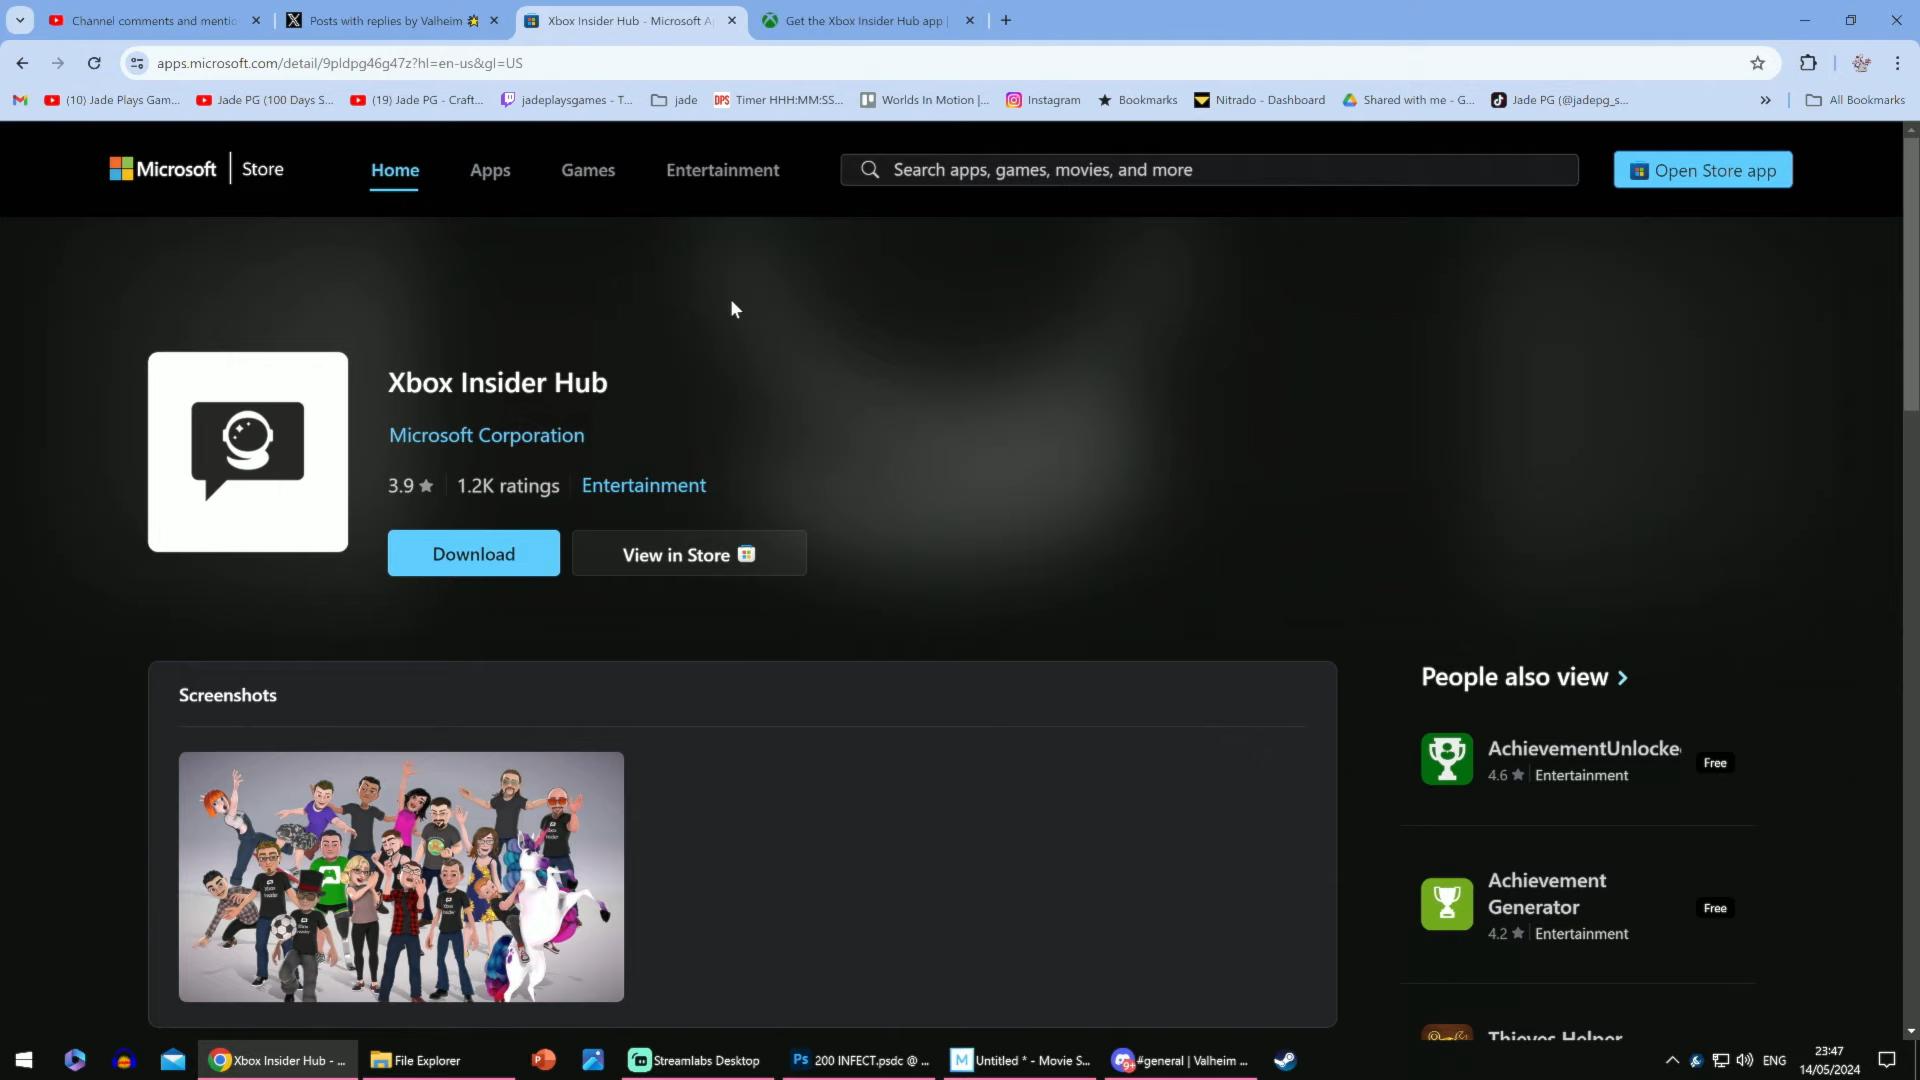 Channel comments and mentio
Posts with replies by Valheim
Xbox Insider Hub - Microsoft A
Get the Xbox Insider Hub app |
apps.microsoft.com/detail/9pldpg46g47z?hl=en-us&gl=US
(10) Jade Plays Gam...
Jade PG (100 Days S...
(19) Jade PG - Craft...
jadeplaysgames - T...
jade
DPS
Timer HHH:MM:SS...
Worlds In Motion |...
Instagram
Bookmarks
Nitrado - Dashboard
Shared with me - G...
Jade PG (@jadepg_s...
All Bookmarks
Microsoft | Store
Home
Apps
Games
Entertainment
Search apps, games, movies, and more
Open Store app
Xbox Insider Hub
Microsoft Corporation
3.9 ★ | 1.2K ratings | Entertainment
Download
View in Store
Screenshots
People also view >
AchievementUnlocke
4.6 ★ | Entertainment
Free
Achievement
Generator
4.2 ★ | Entertainment
Free
Thieves Helper
Xbox Insider Hub - ...
File Explorer
Streamlabs Desktop
Ps
200 INFECT.psdc @ ...
M
Untitled * - Movie S...
9+
#general | Valheim ...
ENG
23:47
14/05/2024